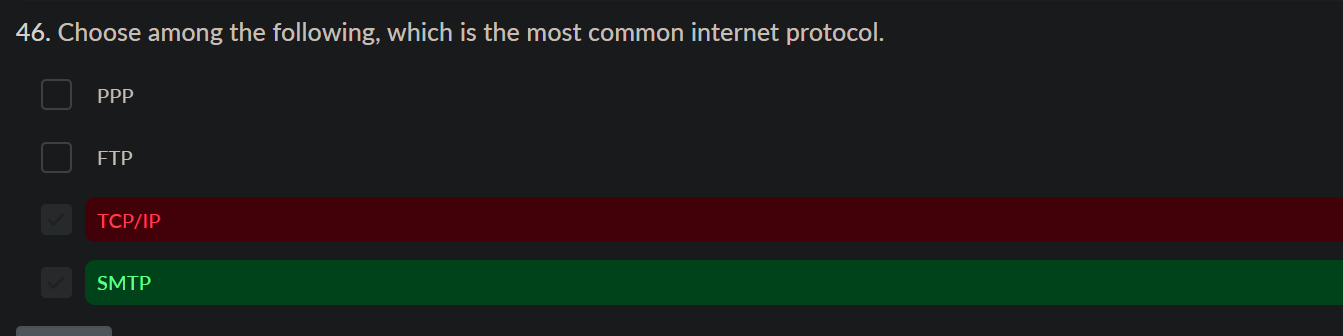 46. Choose among the following, which is the most common internet protocol.
PPP
FTP
TCP/IP
SMTP